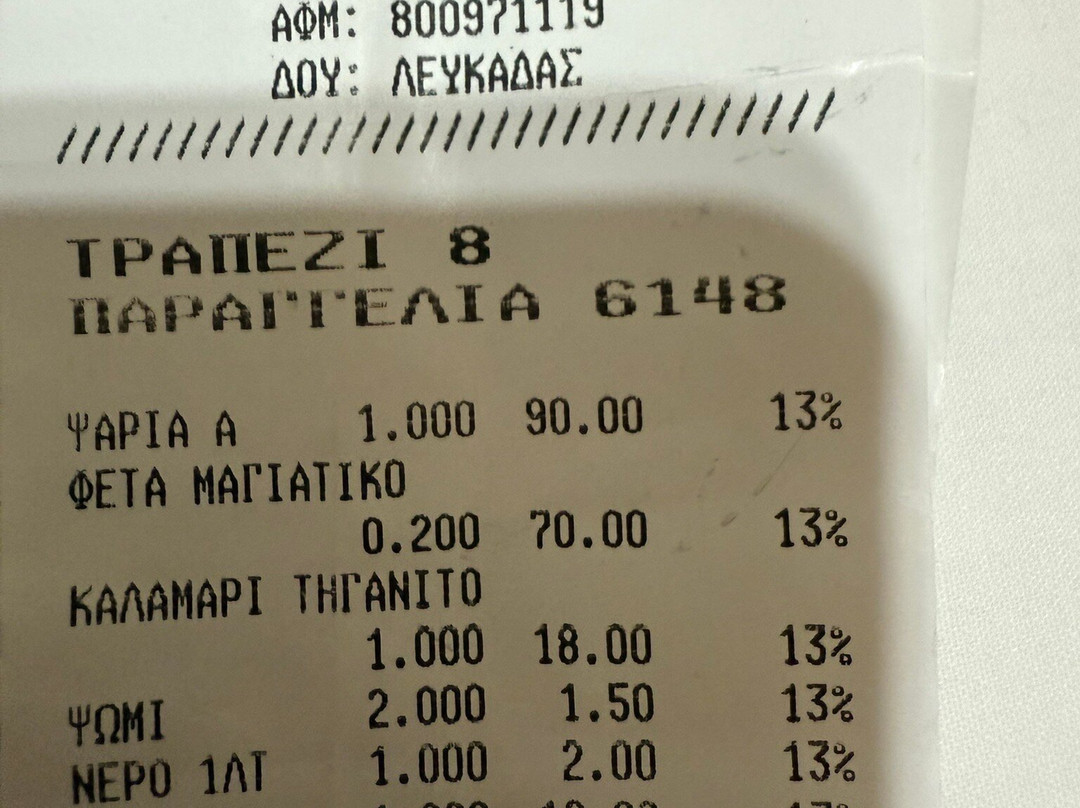 ΑΦΜ: 800971119
ΔΟΥ: ΛΕΥΚΑΔΑΣ
//////////////////////////////////
ΤΡΑΠΕΖΙ 8
ΠΑΡΑΓΓΕΛΙΑ 6148
ΨΑΡΙΑ Α 1.000 90.00 13%
ΦΕΤΑ ΜΑΓΙΑΤΙΚΟ
0.200 70.00 13%
ΚΑΛΑΜΑΡΙ ΤΗΓΑΝΙΤΟ
1.000 18.00 13%
ΨΩΜΙ 2.000 1.50 13%
ΝΕΡΟ 1ΛΤ 1.000 2.00 13%